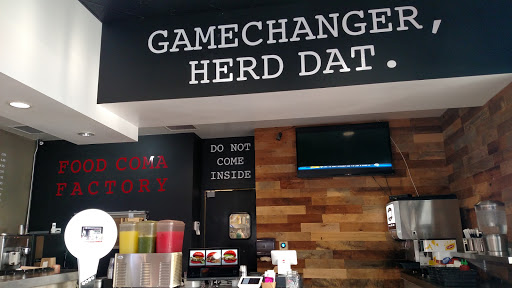 GAMECHANGER,
HERD DAT.
FOOD COMA
FACTORY
DO NOT
COME
INSIDE